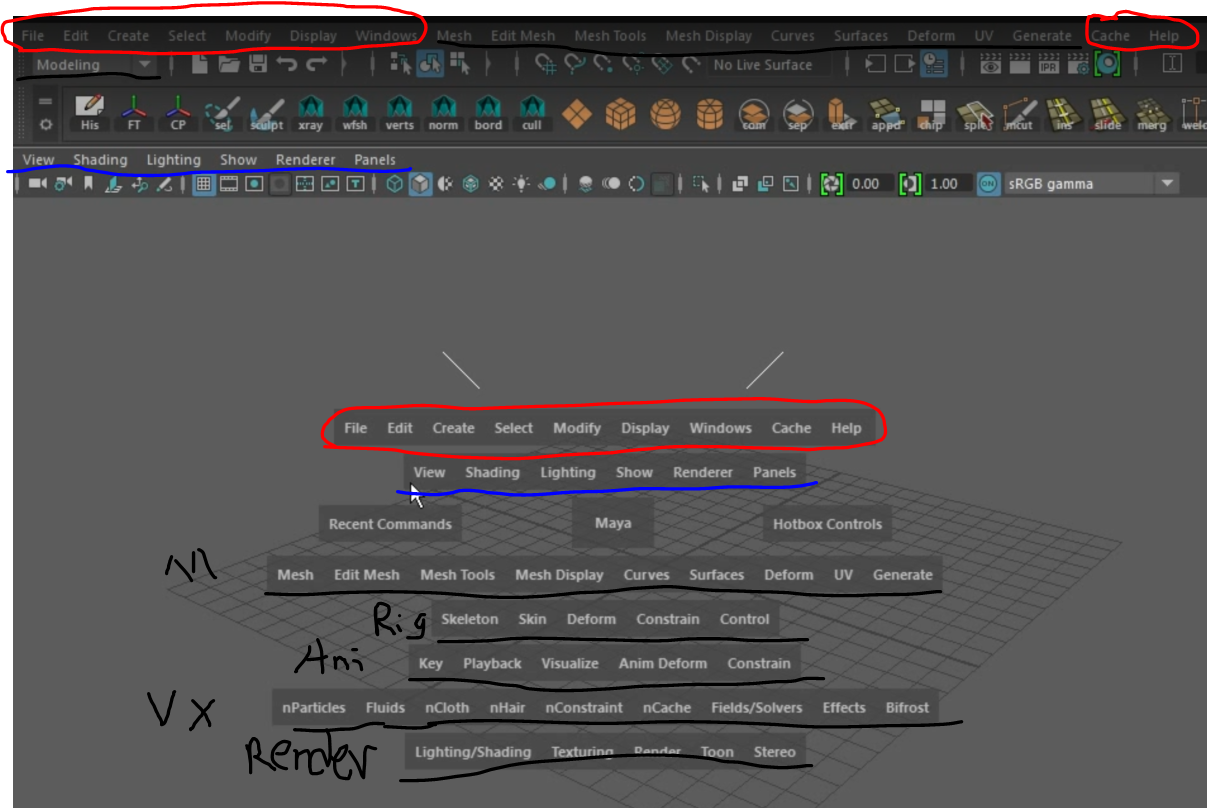 File Edit Create Select Modify Display Windows Mesh Edit Mesh Mesh Tools Mesh Display Curves Surfaces Deform UV Generate Cache Help
Modeling No Live Surface
IPR
His FT CP sel sculpt xray wfsh verts norm bord cull com sep extr appd chip split mcut ins slide merg weld
View Shading Lighting Show Renderer Panels
0.00 1.00 ON sRGB gamma
File Edit Create Select Modify Display Windows Cache Help
View Shading Lighting Show Renderer Panels
Recent Commands Maya Hotbox Controls
Mesh Edit Mesh Mesh Tools Mesh Display Curves Surfaces Deform UV Generate
Rig Skeleton Skin Deform Constrain Control
Ani Key Playback Visualize Anim Deform Constrain
VX nParticles Fluids nCloth nHair nConstraint nCache Fields/Solvers Effects Bifrost
Render Lighting/Shading Texturing Render Toon Stereo